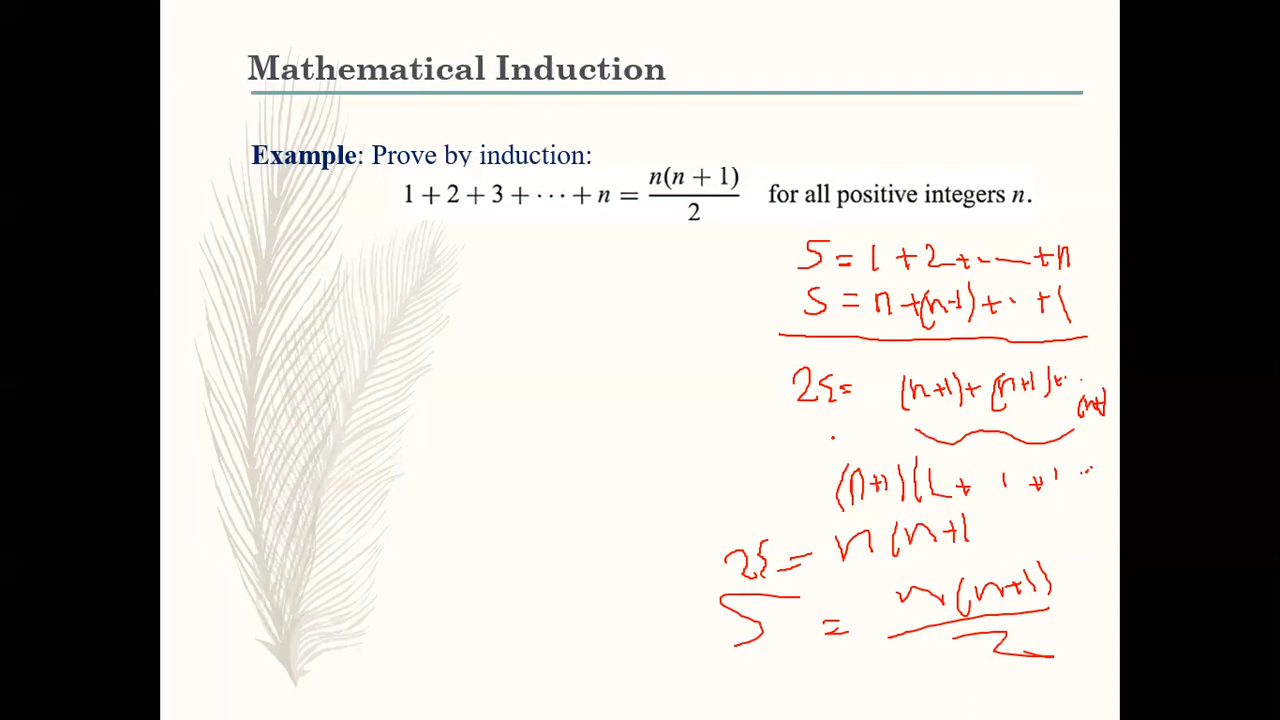 Mathematical Induction
Example: Prove by induction:
1 + 2 + 3 + · · · + n = n(n + 1) / 2 for all positive integers n.
S = 1 + 2 + ... + n
S = n + (n-1) + .. + 1
2S = (n+1) + (n+1) + .. (n+1)
(n+1) (1 + 1 + 1 ...
2S = n (n+1
S = n(n+1) / 2